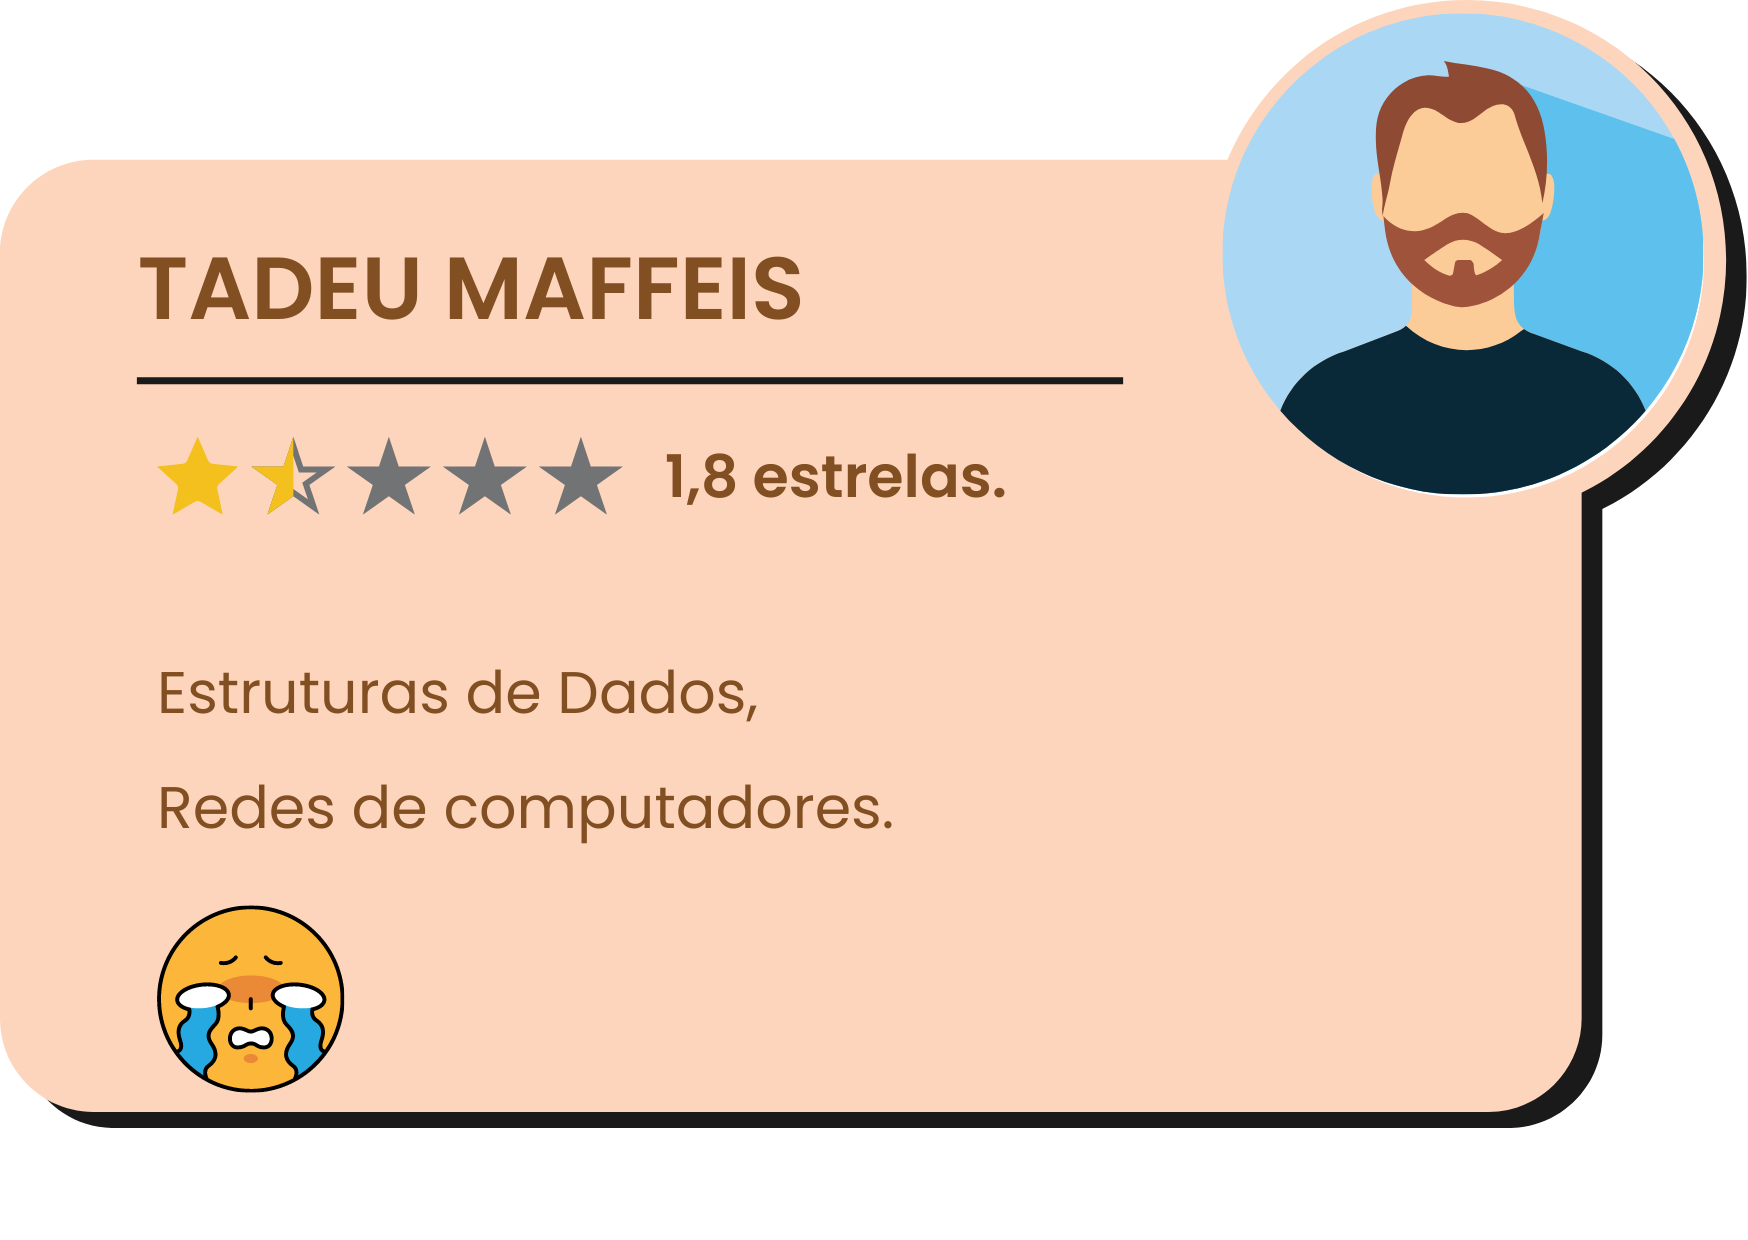 TADEU MAFFEIS
1,8 estrelas.
Estruturas de Dados,
Redes de computadores.